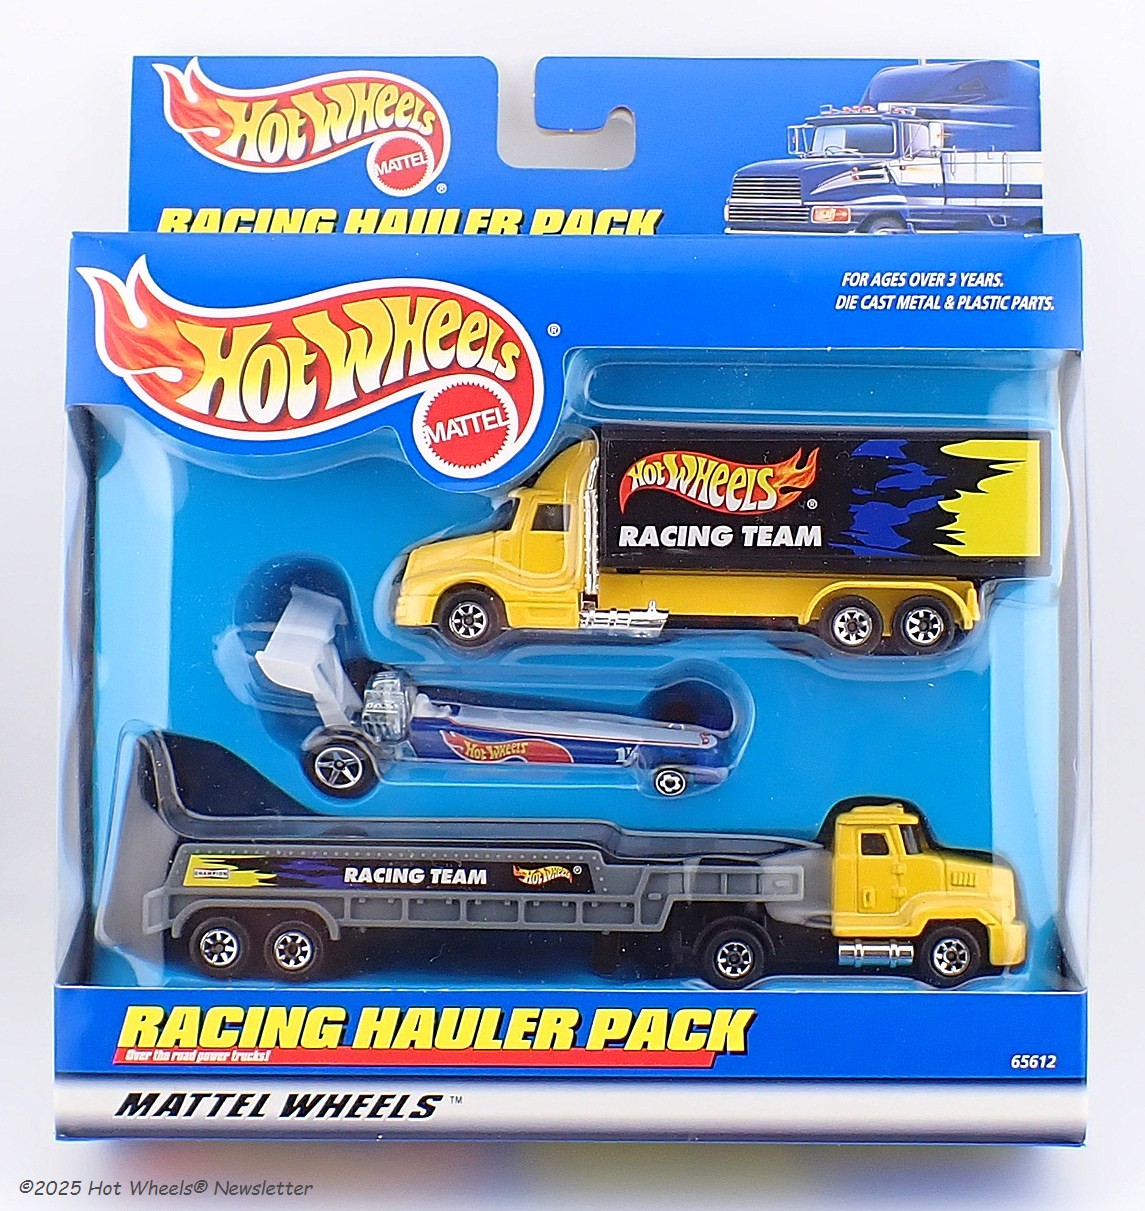 Hot Wheels
MATTEL
®
RACING HAULER PACK
FOR AGES OVER 3 YEARS.
DIE CAST METAL & PLASTIC PARTS.
Hot Wheels ®
MATTEL
Hot Wheels ®
RACING TEAM
Hot Wheels
CHAMPION
RACING TEAM
Hot Wheels ®
RACING HAULER PACK
Over the road power trucks!
65612
MATTEL WHEELS ™
©2025 Hot Wheels® Newsletter